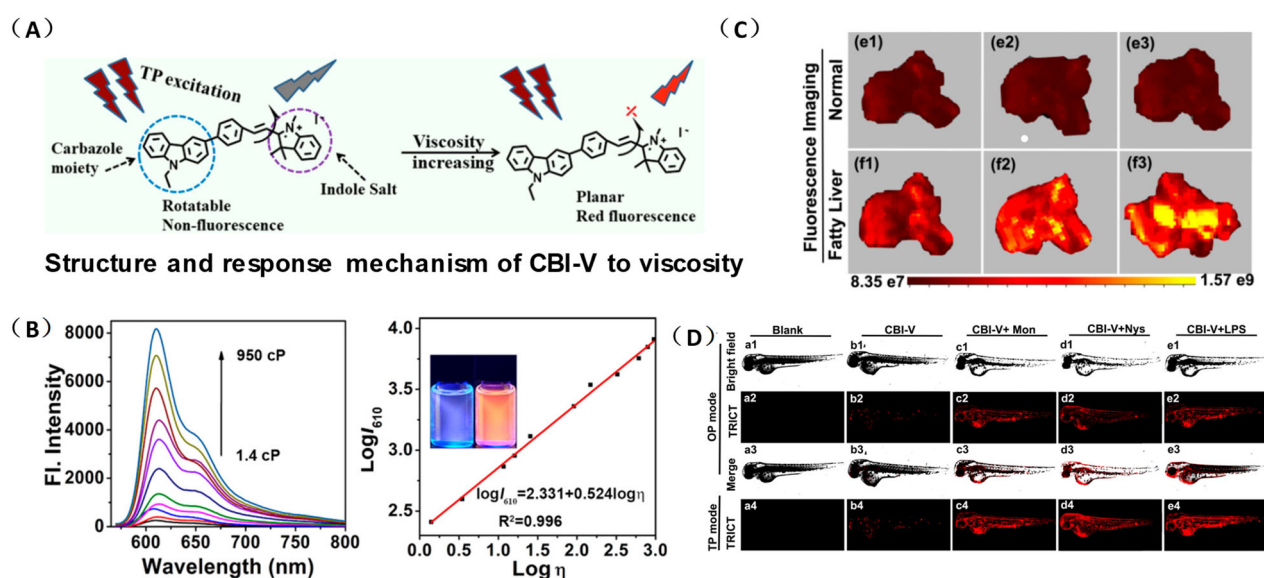 （A）
TP excitation
Carbazole
moiety
N
N
I-
Rotatable
Non-fluorescence
Indole Salt
Viscosity
increasing
N
N
I-
Planar
Red fluorescence
Structure and response mechanism of CBI-V to viscosity
（B）
Fl. Intensity
8000
7000
6000
5000
4000
3000
2000
1000
0
950 cP
1.4 cP
600 650 700 750 800
Wavelength (nm)
LogI610
4.0
3.5
3.0
2.5
logI610=2.331+0.524logη
R²=0.996
0.0 0.5 1.0 1.5 2.0 2.5 3.0
Log η
（C）
Fluorescence Imaging
Normal
Fatty Liver
(e1) (e2) (e3)
(f1) (f2) (f3)
8.35 e7 1.57 e9
（D）
Blank CBI-V CBI-V+ Mon CBI-V+Nys CBI-V+LPS
Bright field
a1 b1 c1 d1 e1
OP mode
TRICT
a2 b2 c2 d2 e2
Merge
a3 b3 c3 d3 e3
TP mode
TRICT
a4 b4 c4 d4 e4